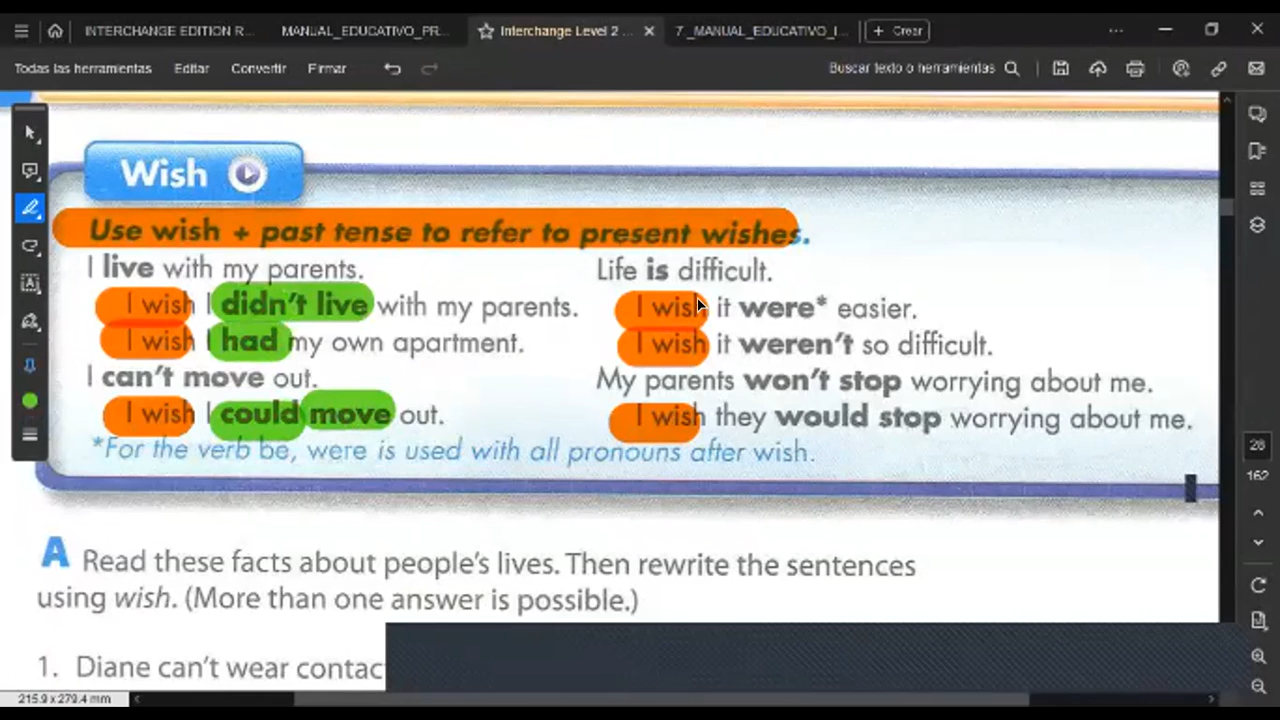 INTERCHANGE EDITION R...
MANUAL_EDUCATIVO_PR...
Interchange Level 2 ...
7 _MANUAL_EDUCATIVO_I...
+ Crear
Todas las herramientas
Editar
Convertir
Firmar
Buscar texto o herramientas
Wish
Use wish + past tense to refer to present wishes.
I live with my parents.
I wish I didn't live with my parents.
I wish I had my own apartment.
I can't move out.
I wish I could move out.
Life is difficult.
I wish it were* easier.
I wish it weren't so difficult.
My parents won't stop worrying about me.
I wish they would stop worrying about me.
*For the verb be, were is used with all pronouns after wish.
A Read these facts about people's lives. Then rewrite the sentences
using wish. (More than one answer is possible.)
1. Diane can't wear contac
28
162
215.9 x 279.4 mm